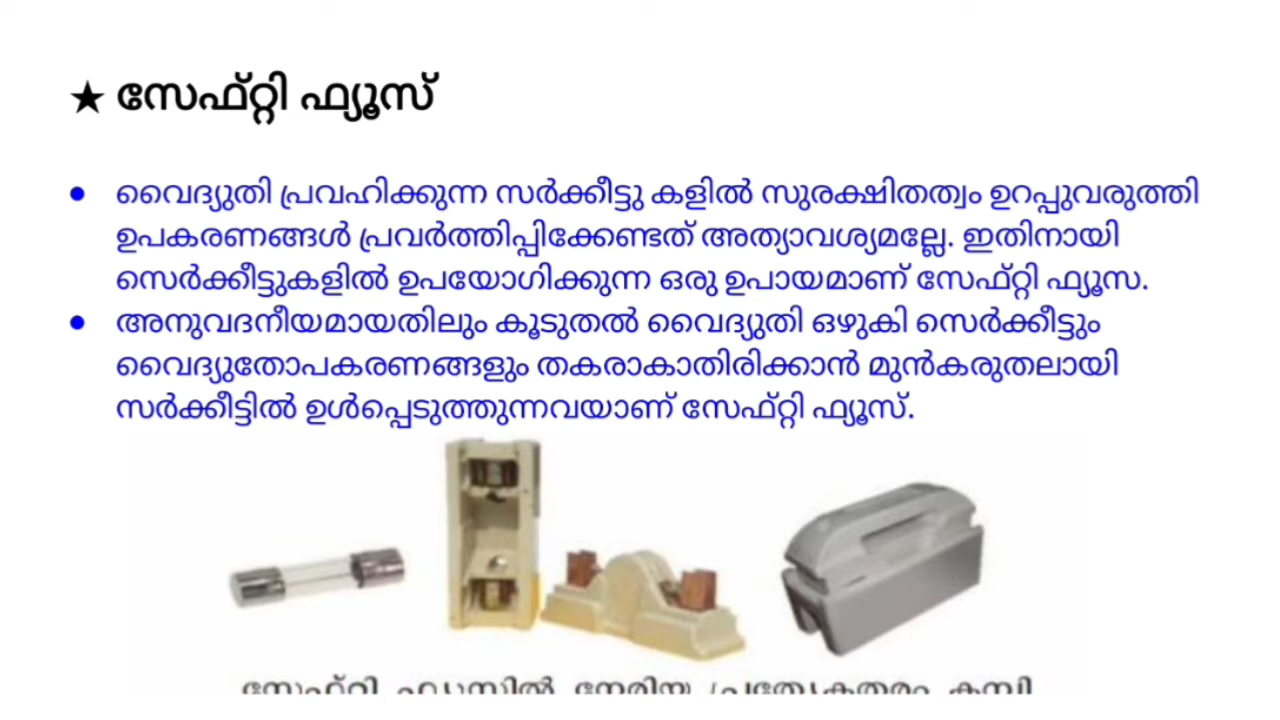 ★ സേഫ്റ്റി ഫ്യൂസ്
● വൈദ്യുതി പ്രവഹിക്കുന്ന സർക്കീട്ടു കളിൽ സുരക്ഷിതത്വം ഉറപ്പുവരുത്തി
ഉപകരണങ്ങൾ പ്രവർത്തിപ്പിക്കേണ്ടത് അത്യാവശ്യമല്ലേ. ഇതിനായി
സെർക്കീട്ടുകളിൽ ഉപയോഗിക്കുന്ന ഒരു ഉപായമാണ് സേഫ്റ്റി ഫ്യൂസ.
● അനുവദനീയമായതിലും കൂടുതൽ വൈദ്യുതി ഒഴുകി സെർക്കീട്ടും
വൈദ്യുതോപകരണങ്ങളും തകരാകാതിരിക്കാൻ മുൻകരുതലായി
സർക്കീട്ടിൽ ഉൾപ്പെടുത്തുന്നവയാണ് സേഫ്റ്റി ഫ്യൂസ്.
സേഫ്റ്റി ഫ്യൂസിൽ നേരിയ പ്രത്യേകതരം കമ്പി